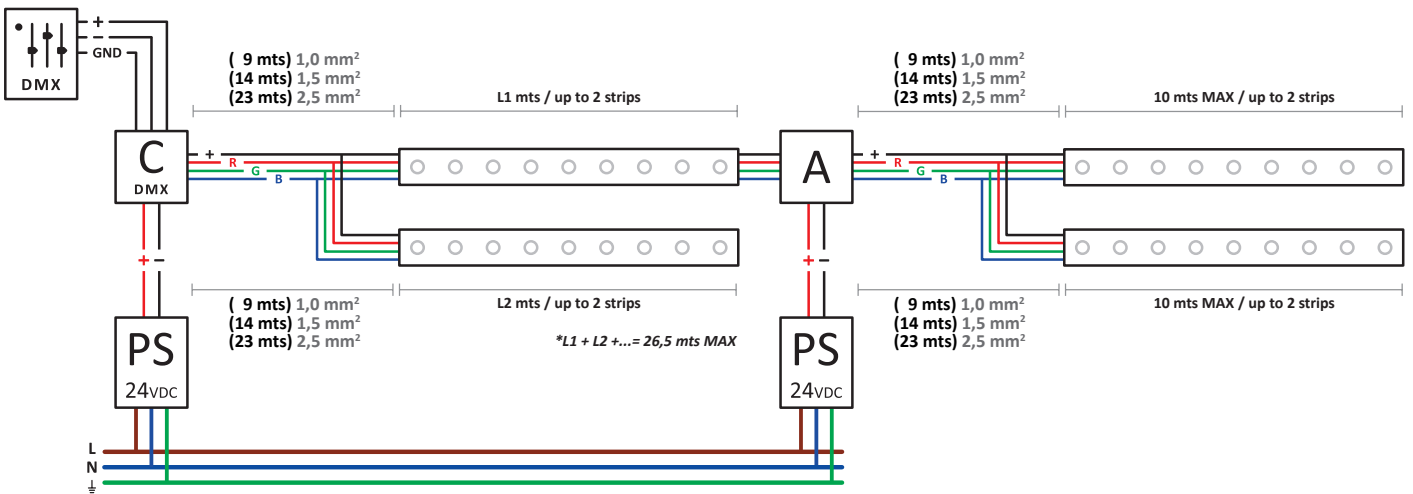 +
−
GND
DMX
( 9 mts) 1,0 mm²
(14 mts) 1,5 mm²
(23 mts) 2,5 mm²
L1 mts / up to 2 strips
( 9 mts) 1,0 mm²
(14 mts) 1,5 mm²
(23 mts) 2,5 mm²
10 mts MAX / up to 2 strips
C
DMX
+
R
G
B
A
+
R
G
B
+ −
+ −
( 9 mts) 1,0 mm²
(14 mts) 1,5 mm²
(23 mts) 2,5 mm²
L2 mts / up to 2 strips
*L1 + L2 +...= 26,5 mts MAX
( 9 mts) 1,0 mm²
(14 mts) 1,5 mm²
(23 mts) 2,5 mm²
10 mts MAX / up to 2 strips
PS
24VDC
PS
24VDC
L
N